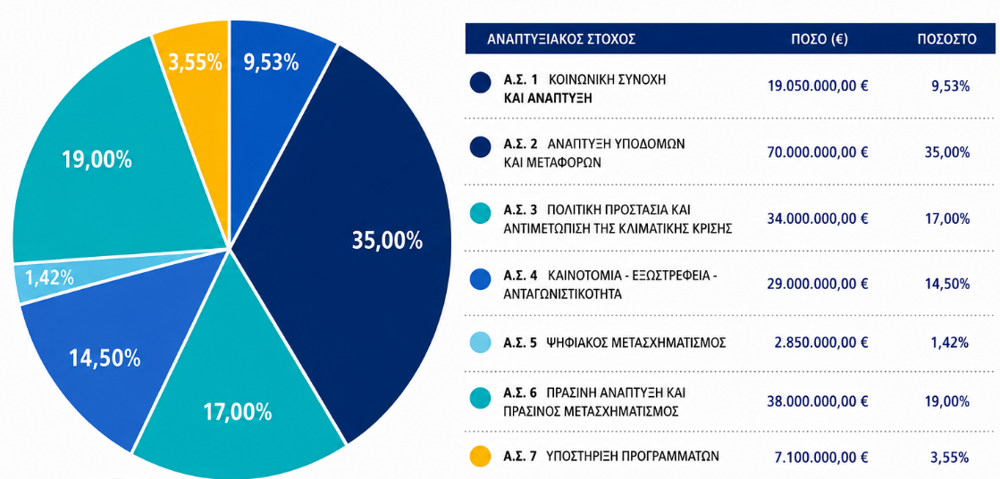 3,55%
9,53%
19,00%
35,00%
1,42%
14,50%
17,00%
ΑΝΑΠΤΥΞΙΑΚΟΣ ΣΤΟΧΟΣ ΠΟΣΟ (€) ΠΟΣΟΣΤΟ
Α.Σ. 1 ΚΟΙΝΩΝΙΚΗ ΣΥΝΟΧΗ
ΚΑΙ ΑΝΑΠΤΥΞΗ
19.050.000,00 € 9,53%
Α.Σ. 2 ΑΝΑΠΤΥΞΗ ΥΠΟΔΟΜΩΝ
ΚΑΙ ΜΕΤΑΦΟΡΩΝ
70.000.000,00 € 35,00%
Α.Σ. 3 ΠΟΛΙΤΙΚΗ ΠΡΟΣΤΑΣΙΑ ΚΑΙ
ΑΝΤΙΜΕΤΩΠΙΣΗ ΤΗΣ ΚΛΙΜΑΤΙΚΗΣ ΚΡΙΣΗΣ
34.000.000,00 € 17,00%
Α.Σ. 4 ΚΑΙΝΟΤΟΜΙΑ - ΕΞΩΣΤΡΕΦΕΙΑ -
ΑΝΤΑΓΩΝΙΣΤΙΚΟΤΗΤΑ
29.000.000,00 € 14,50%
Α.Σ. 5 ΨΗΦΙΑΚΟΣ ΜΕΤΑΣΧΗΜΑΤΙΣΜΟΣ 2.850.000,00 € 1,42%
Α.Σ. 6 ΠΡΑΣΙΝΗ ΑΝΑΠΤΥΞΗ ΚΑΙ
ΠΡΑΣΙΝΟΣ ΜΕΤΑΣΧΗΜΑΤΙΣΜΟΣ
38.000.000,00 € 19,00%
Α.Σ. 7 ΥΠΟΣΤΗΡΙΞΗ ΠΡΟΓΡΑΜΜΑΤΩΝ 7.100.000,00 € 3,55%